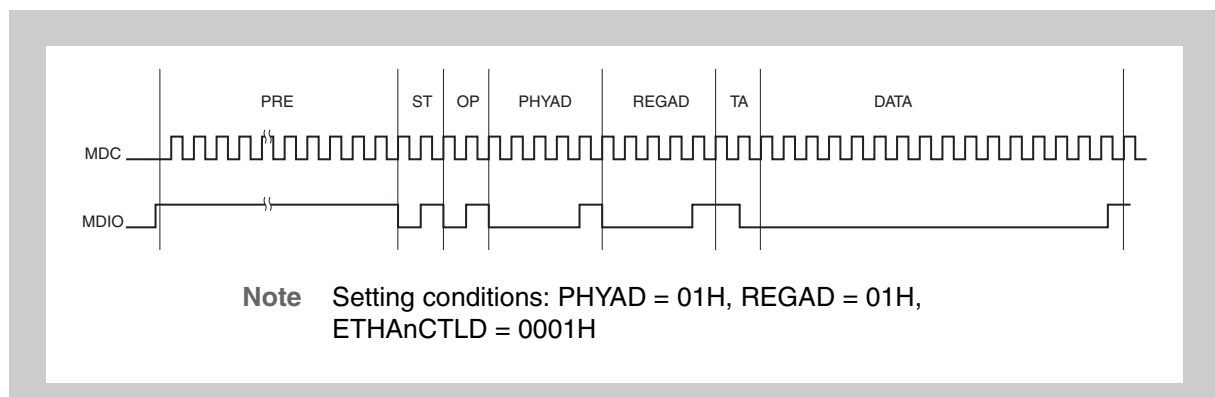 PRE ST OP PHYAD REGAD TA DATA
MDC
MDIO
Note Setting conditions: PHYAD = 01H, REGAD = 01H,
ETHAnCTLD = 0001H